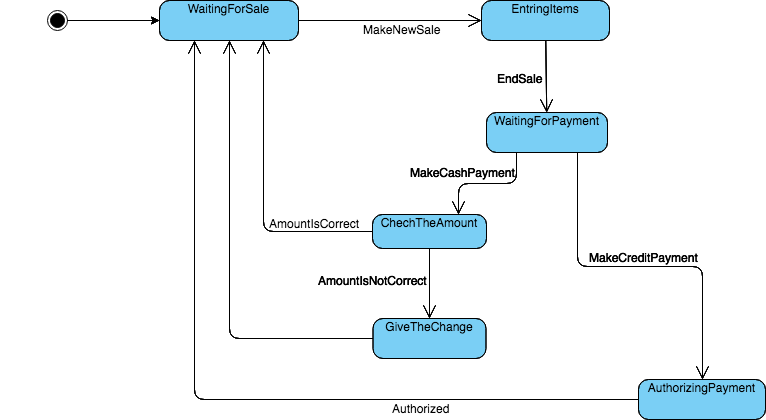 WaitingForSale
EntringItems
MakeNewSale
EndSale
WaitingForPayment
MakeCashPayment
AmountIsCorrect
ChechTheAmount
MakeCreditPayment
AmountIsNotCorrect
GiveTheChange
AuthorizingPayment
Authorized